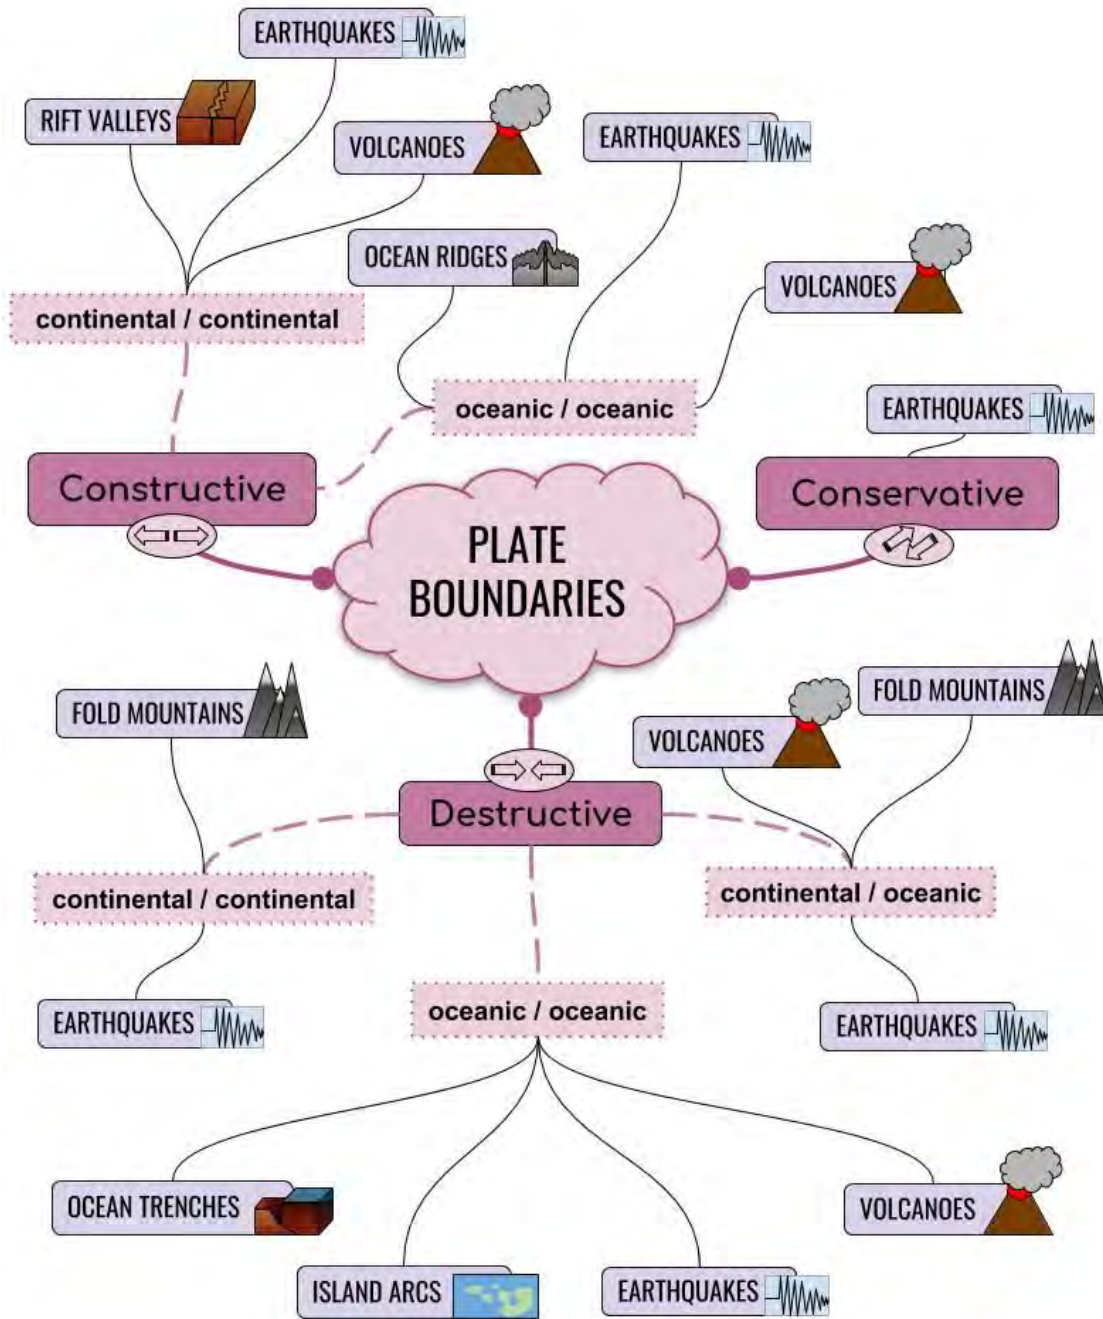 EARTHQUAKES
RIFT VALLEYS
VOLCANOES
EARTHQUAKES
OCEAN RIDGES
VOLCANOES
continental / continental
oceanic / oceanic
EARTHQUAKES
Constructive
Conservative
PLATE
BOUNDARIES
FOLD MOUNTAINS
VOLCANOES
FOLD MOUNTAINS
Destructive
continental / continental
continental / oceanic
oceanic / oceanic
EARTHQUAKES
EARTHQUAKES
OCEAN TRENCHES
VOLCANOES
ISLAND ARCS
EARTHQUAKES